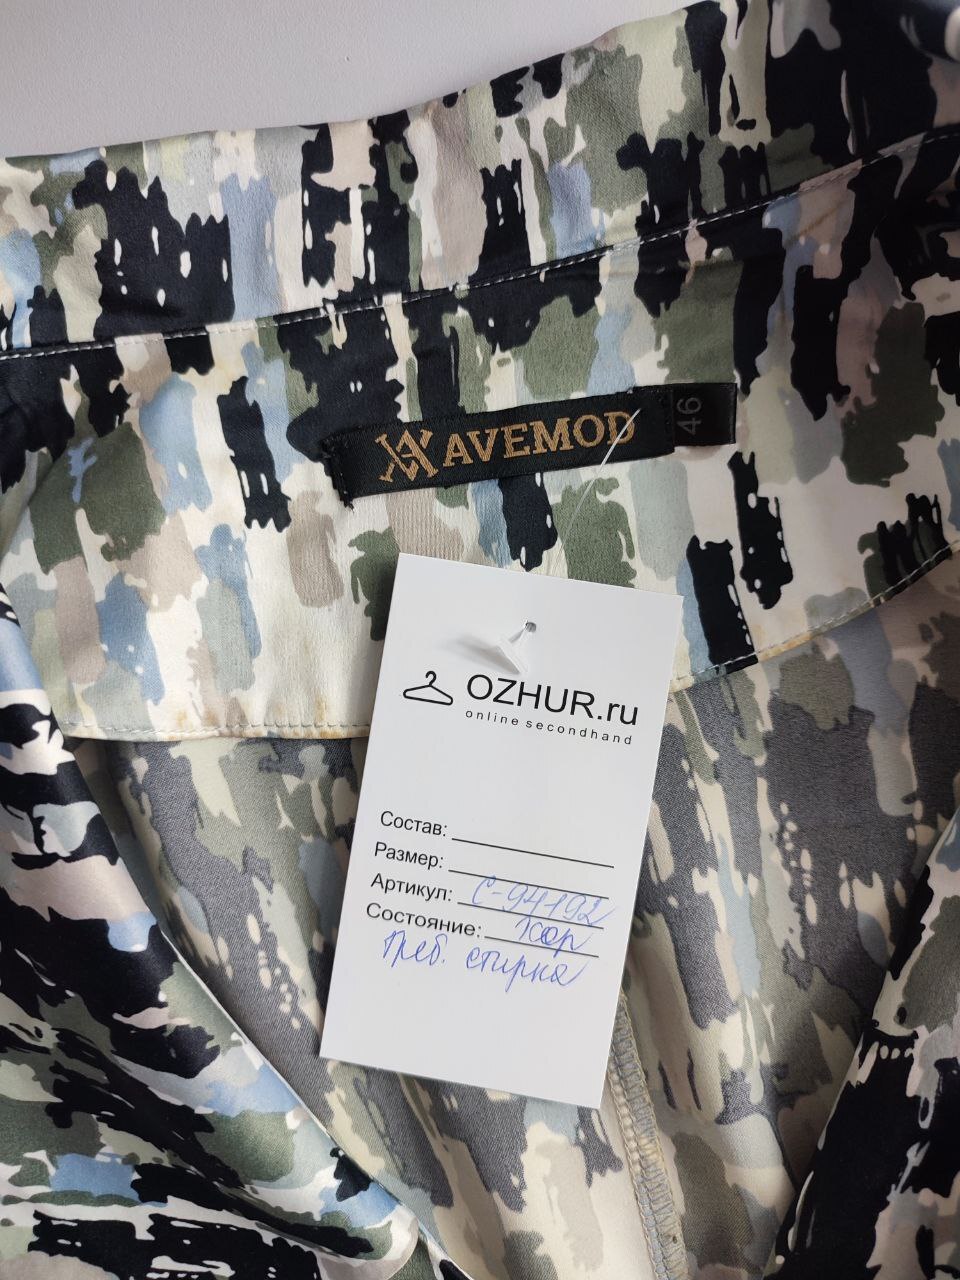 AVEMOD
46
OZHUR.ru
online secondhand
Состав:
Размер:
Артикул: С-94192
Состояние: хор
Треб. стирка